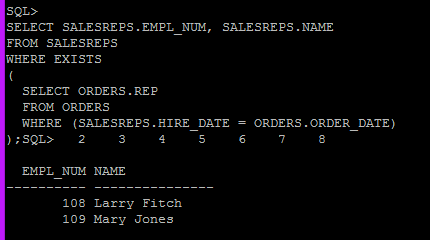 SQL>
SELECT SALESREPS.EMPL_NUM, SALESREPS.NAME
FROM SALESREPS
WHERE EXISTS
(
  SELECT ORDERS.REP
  FROM ORDERS
  WHERE (SALESREPS.HIRE_DATE = ORDERS.ORDER_DATE)
);SQL>   2    3    4    5    6    7    8
  EMPL_NUM NAME
---------- ---------------
       108 Larry Fitch
       109 Mary Jones